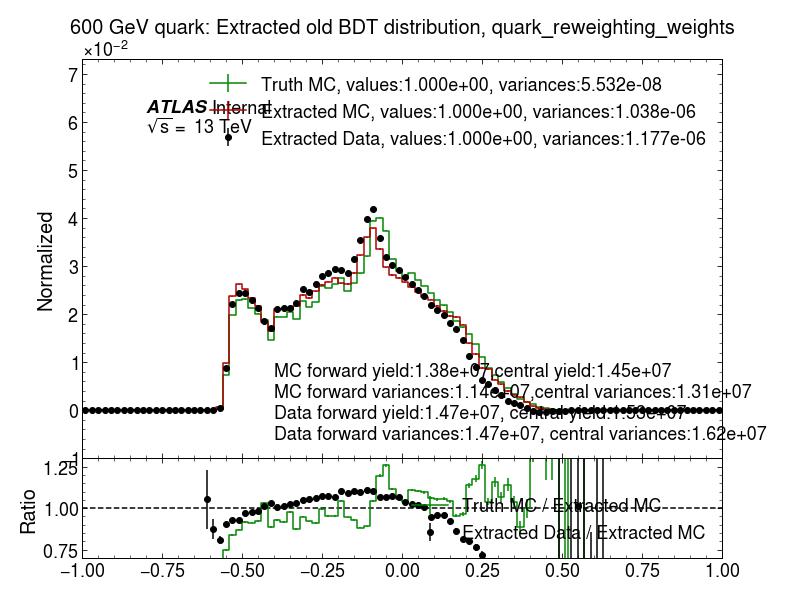 600 GeV quark: Extracted old BDT distribution, quark_reweighting_weights
×10−2
Truth MC, values:1.000e+00, variances:5.532e-08
ATLAS Internal
Extracted MC, values:1.000e+00, variances:1.038e-06
√s = 13 TeV
Extracted Data, values:1.000e+00, variances:1.177e-06
Normalized
7
6
5
4
3
2
1
0
MC forward yield:1.38e+07,central yield:1.45e+07
MC forward variances:1.14e+07,central variances:1.31e+07
Data forward yield:1.47e+07, central yield:1.53e+07
Data forward variances:1.47e+07, central variances:1.62e+07
Ratio
1.25
1.00
0.75
Truth MC / Extracted MC
Extracted Data / Extracted MC
−1.00 −0.75 −0.50 −0.25 0.00 0.25 0.50 0.75 1.00